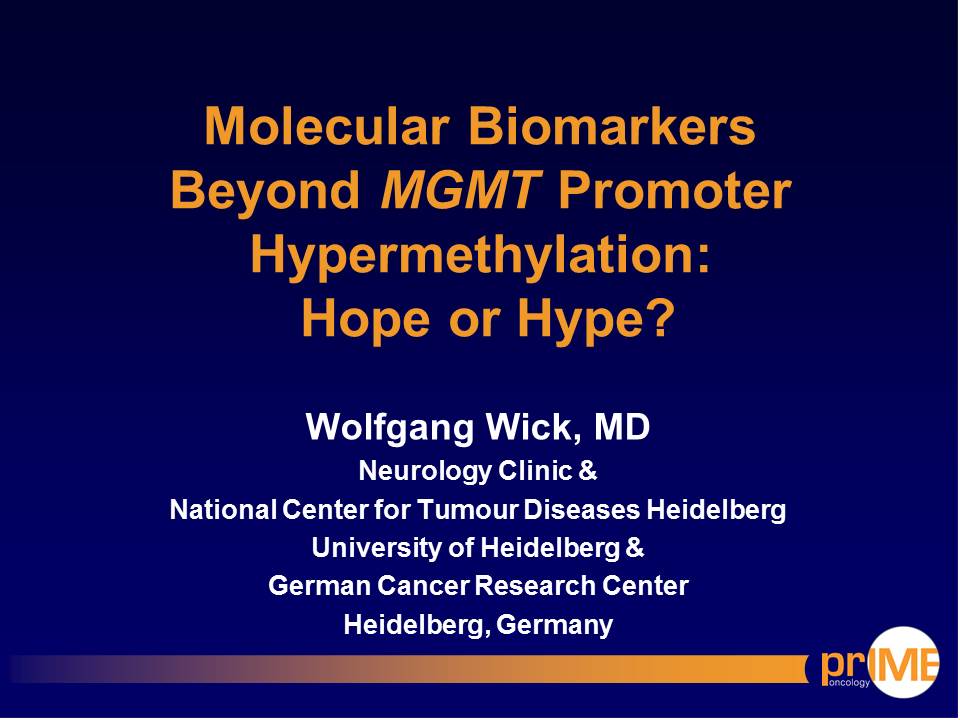 Molecular Biomarkers
Beyond MGMT Promoter
Hypermethylation:
Hope or Hype?
Wolfgang Wick, MD
Neurology Clinic &
National Center for Tumour Diseases Heidelberg
University of Heidelberg &
German Cancer Research Center
Heidelberg, Germany
prIME
oncology